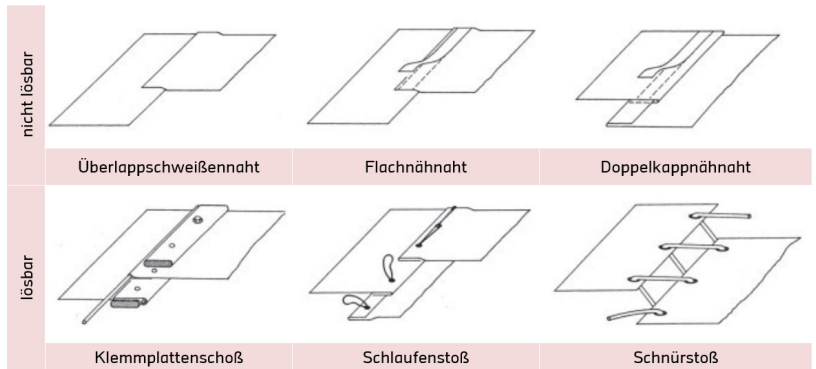 nicht lösbar
Überlappschweißennaht
Flachnähnaht
Doppelkappnähnaht
lösbar
Klemmplattenschoß
Schlaufenstoß
Schnürstoß